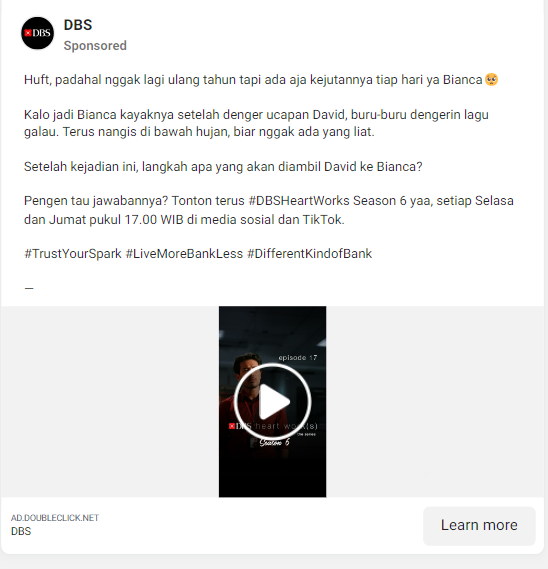 DBS
DBS
Sponsored
Huft, padahal nggak lagi ulang tahun tapi ada aja kejutannya tiap hari ya Bianca🥺
Kalo jadi Bianca kayaknya setelah denger ucapan David, buru-buru dengerin lagu
galau. Terus nangis di bawah hujan, biar nggak ada yang liat.
Setelah kejadian ini, langkah apa yang akan diambil David ke Bianca?
Pengen tau jawabannya? Tonton terus #DBSHeartWorks Season 6 yaa, setiap Selasa
dan Jumat pukul 17.00 WIB di media sosial dan TikTok.
#TrustYourSpark #LiveMoreBankLess #DifferentKindofBank
—
episode 17
DBS heart work(s)
the series
Season 6
AD.DOUBLECLICK.NET
DBS
Learn more